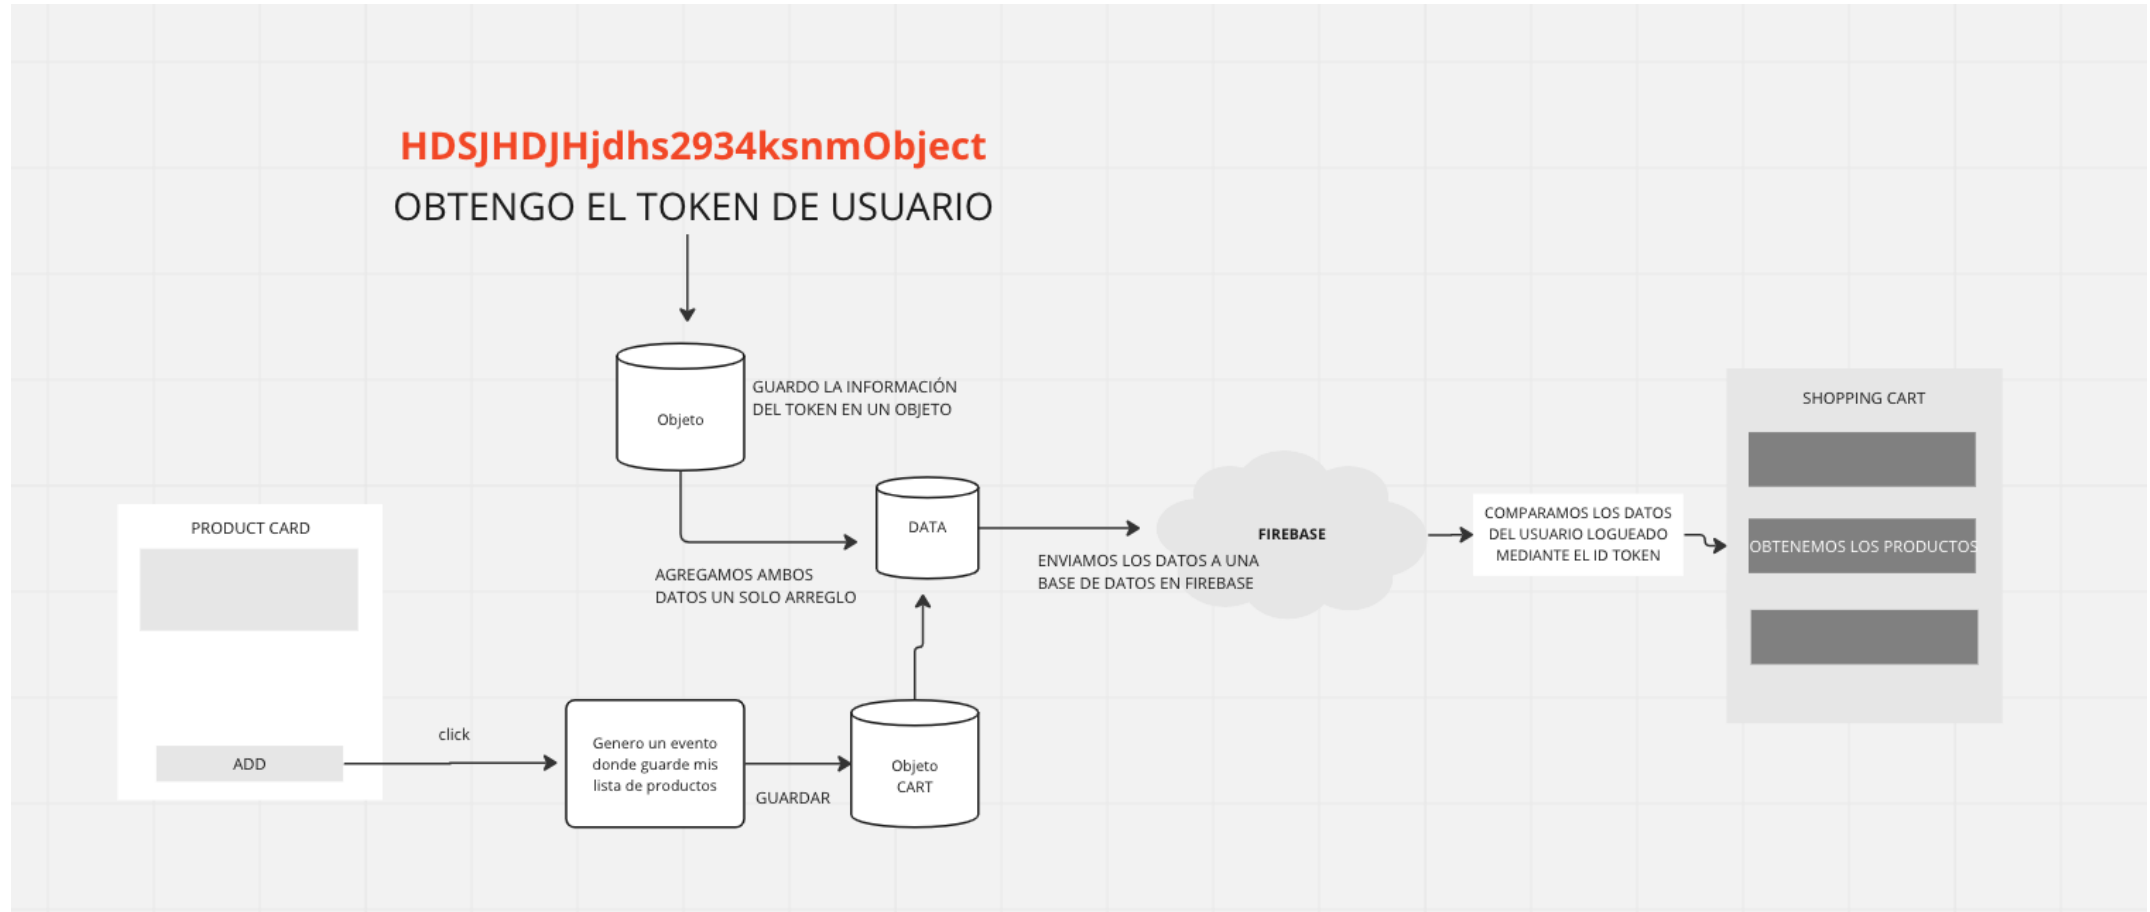 HDSJHDJHjdhs2934ksnmObject
OBTENGO EL TOKEN DE USUARIO
Objeto
GUARDO LA INFORMACIÓN
DEL TOKEN EN UN OBJETO
PRODUCT CARD
ADD
click
Genero un evento
donde guarde mis
lista de productos
GUARDAR
Objeto
CART
AGREGAMOS AMBOS
DATOS UN SOLO ARREGLO
DATA
ENVIAMOS LOS DATOS A UNA
BASE DE DATOS EN FIREBASE
FIREBASE
COMPARAMOS LOS DATOS
DEL USUARIO LOGUEADO
MEDIANTE EL ID TOKEN
SHOPPING CART
OBTENEMOS LOS PRODUCTOS